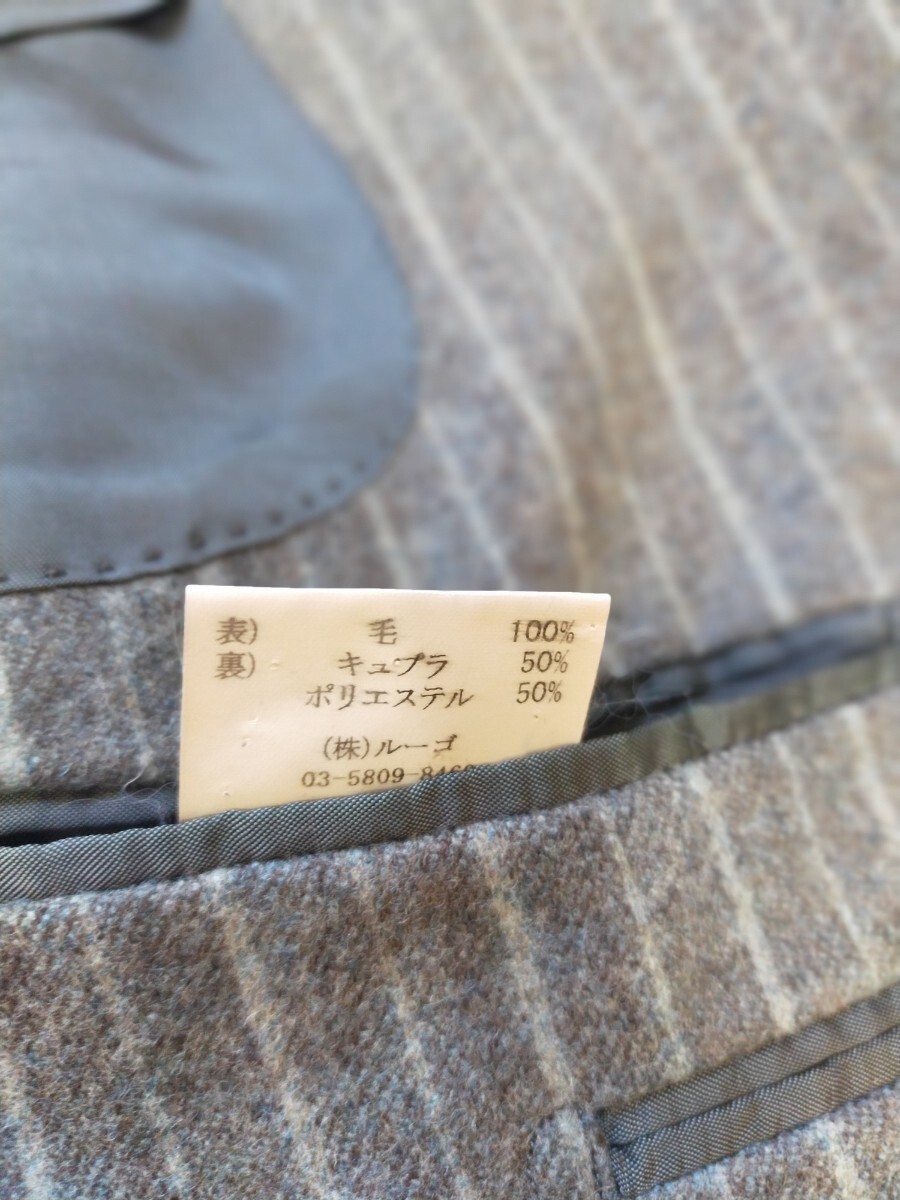 表) 毛 100%
裏) キュプラ 50%
ポリエステル 50%
(株)ルーゴ
03-5809-8460